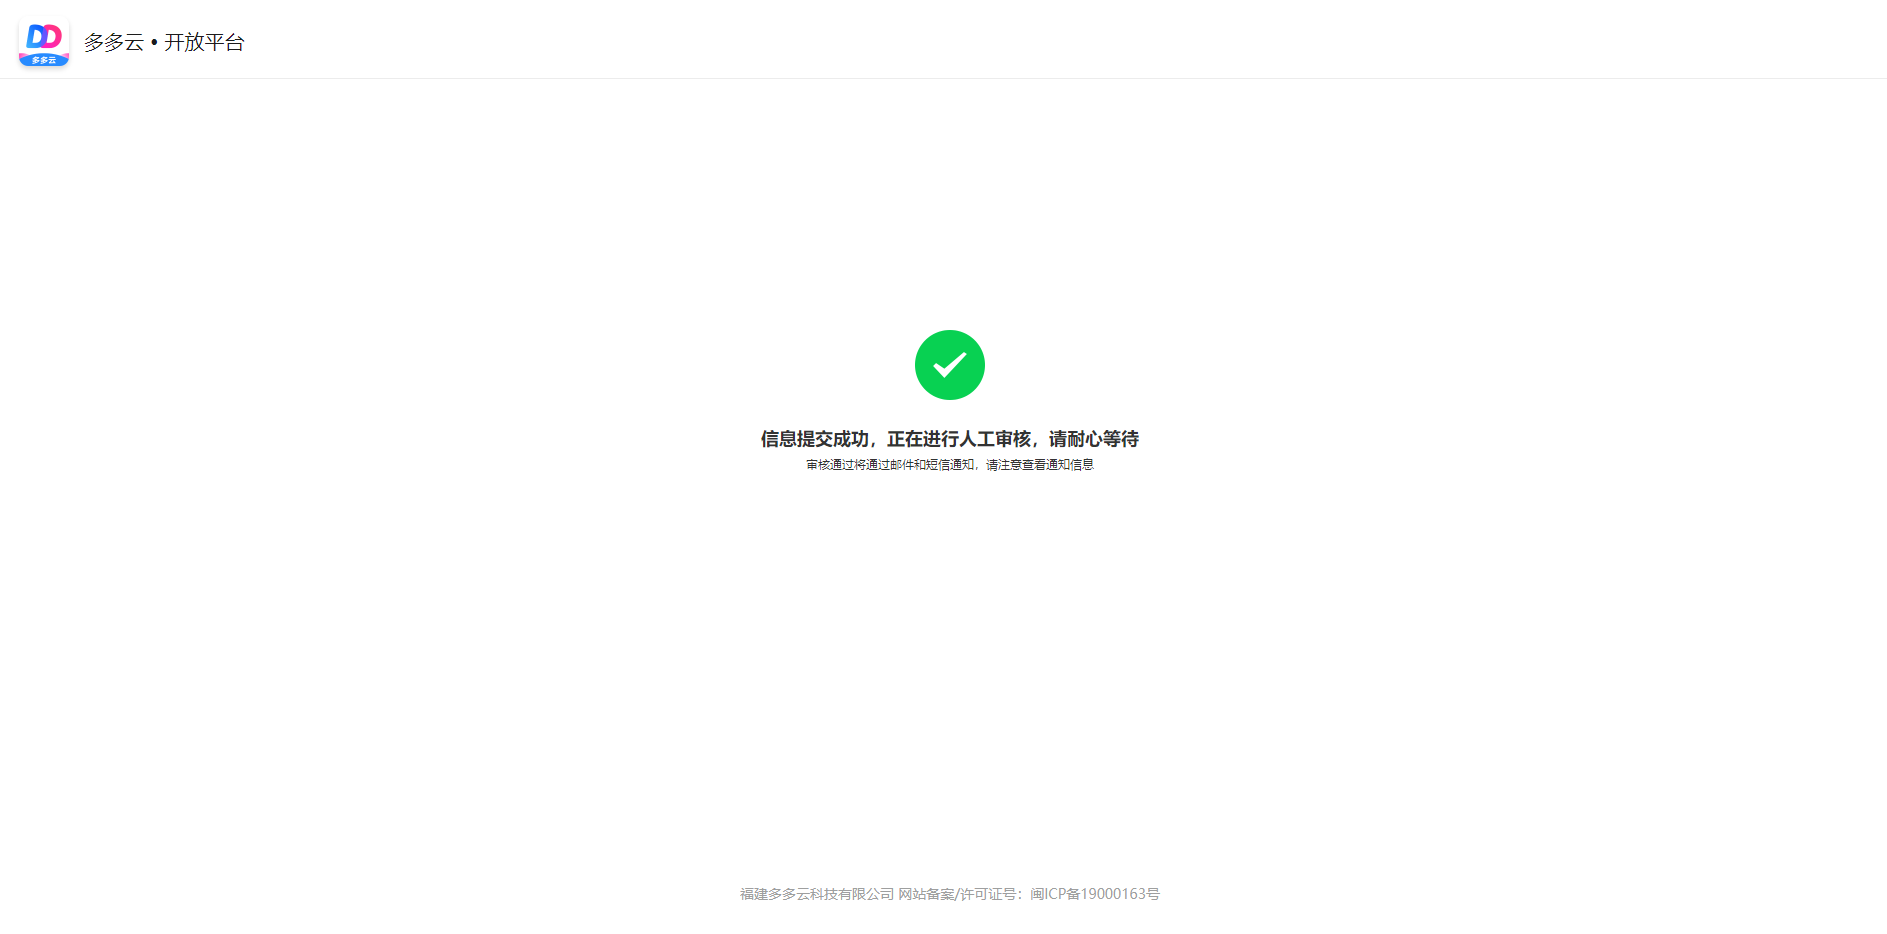 DD
多多云
多多云 • 开放平台
信息提交成功，正在进行人工审核，请耐心等待
审核通过将通过邮件和短信通知，请注意查看通知信息
福建多多云科技有限公司 网站备案/许可证号：闽ICP备19000163号